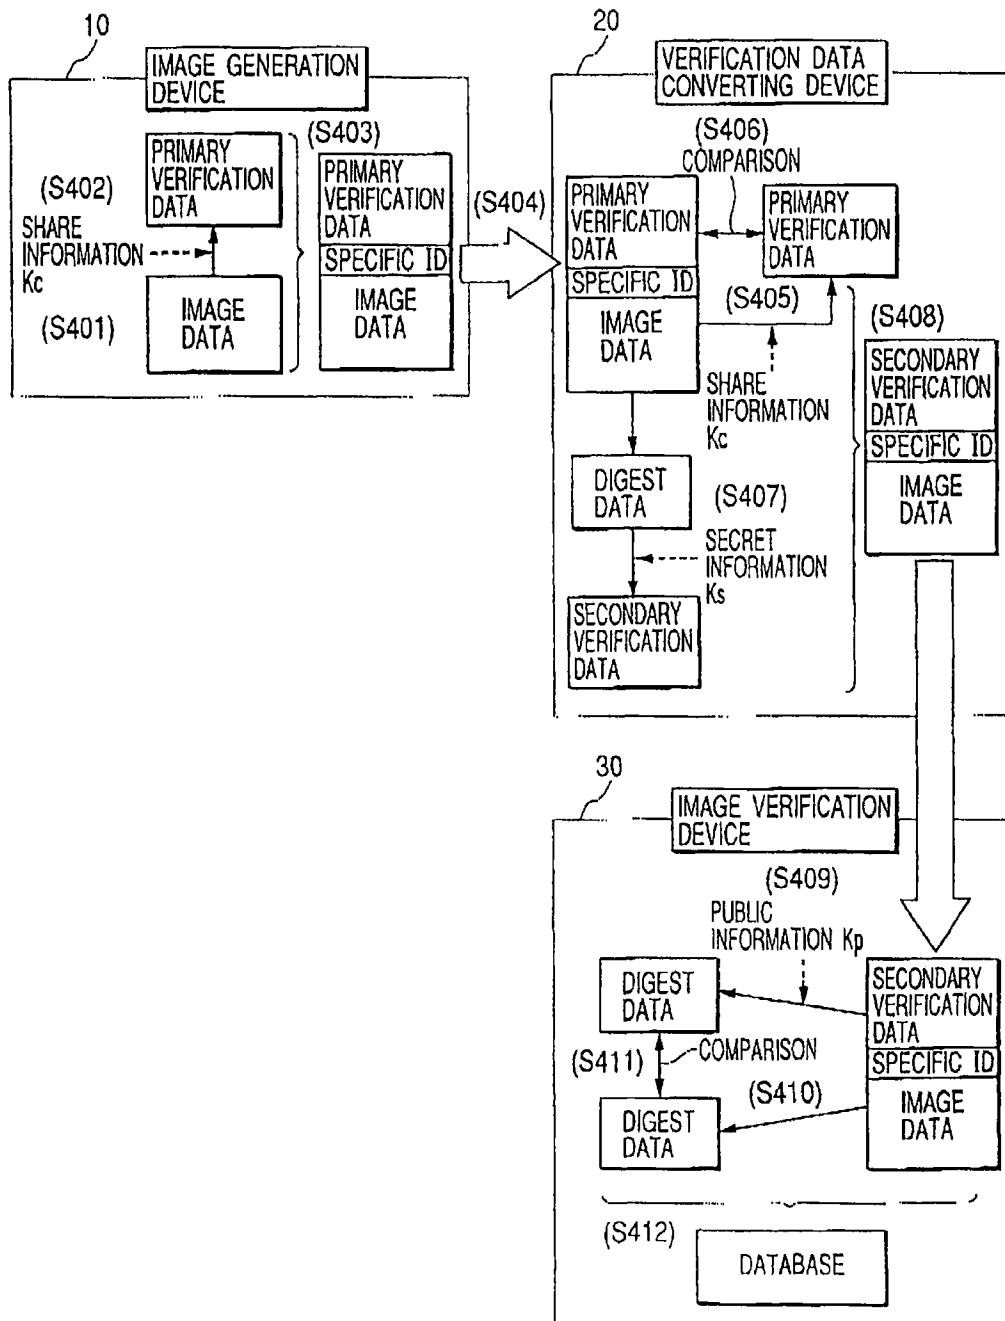 10
IMAGE GENERATION
DEVICE
(S402)
SHARE
INFORMATION
Kc
(S401)
PRIMARY
VERIFICATION
DATA
IMAGE
DATA
(S403)
PRIMARY
VERIFICATION
DATA
SPECIFIC ID
IMAGE
DATA
(S404)
20
VERIFICATION DATA
CONVERTING DEVICE
(S406)
COMPARISON
PRIMARY
VERIFICATION
DATA
SPECIFIC ID
IMAGE
DATA
PRIMARY
VERIFICATION
DATA
(S405)
SHARE
INFORMATION
Kc
DIGEST
DATA
(S407)
SECRET
INFORMATION
Ks
SECONDARY
VERIFICATION
DATA
(S408)
SECONDARY
VERIFICATION
DATA
SPECIFIC ID
IMAGE
DATA
30
IMAGE VERIFICATION
DEVICE
(S409)
PUBLIC
INFORMATION Kp
DIGEST
DATA
SECONDARY
VERIFICATION
DATA
SPECIFIC ID
IMAGE
DATA
(S411)
COMPARISON
(S410)
DIGEST
DATA
(S412)
DATABASE